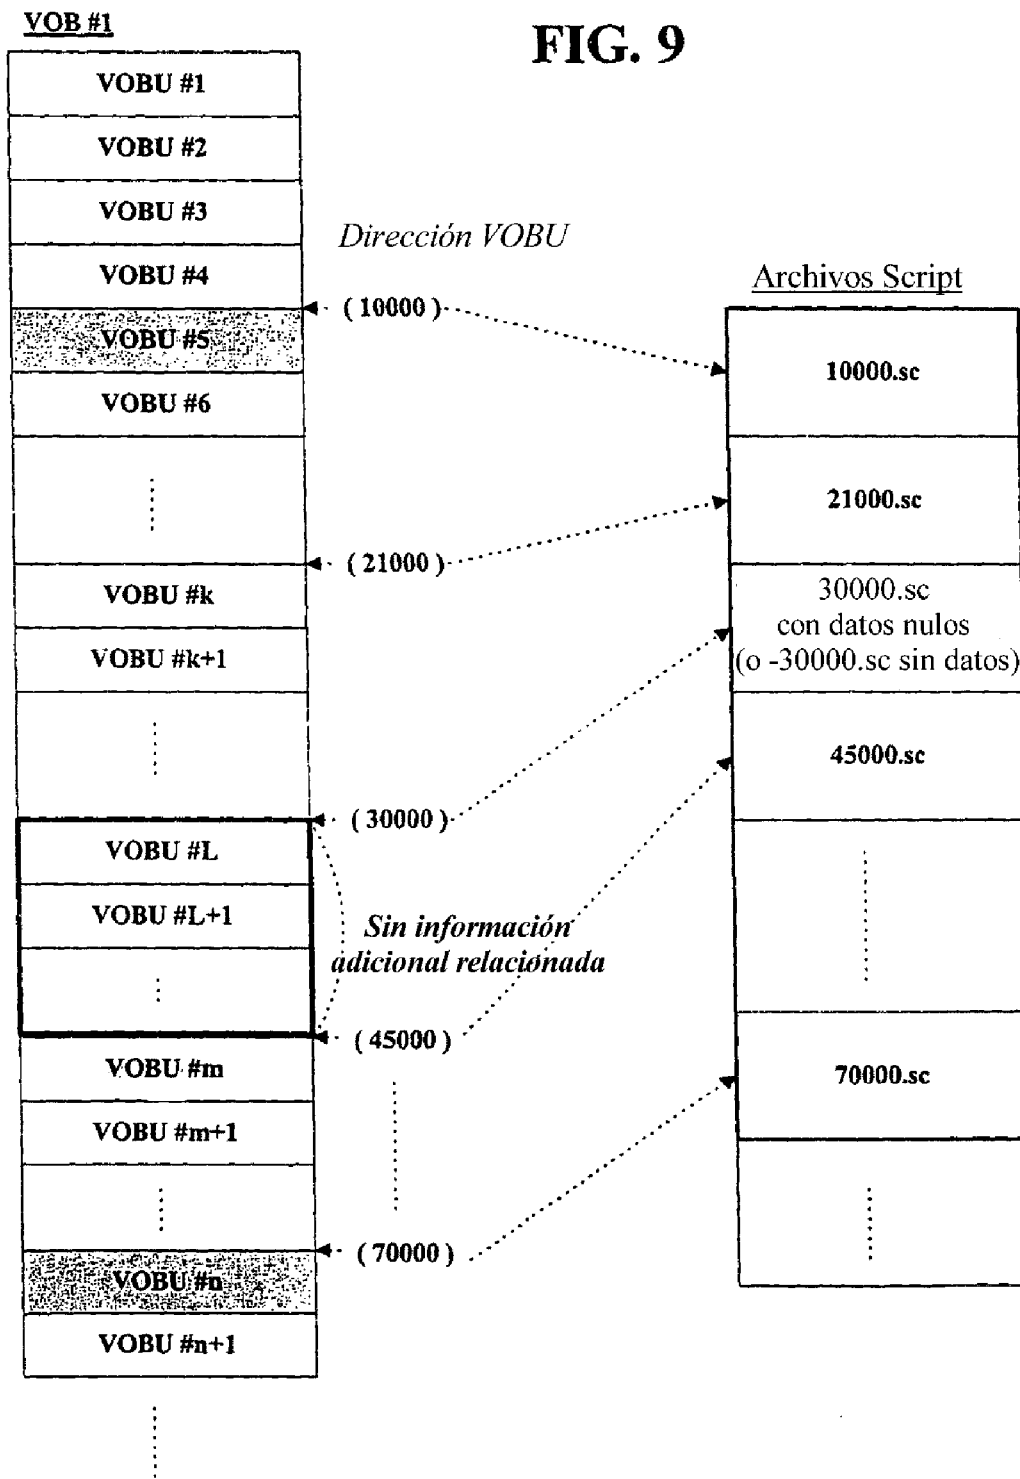 VOB #1
FIG. 9
VOBU #1
VOBU #2
VOBU #3
VOBU #4
VOBU #5
VOBU #6
VOBU #k
VOBU #k+1
VOBU #L
VOBU #L+1
VOBU #m
VOBU #m+1
VOBU #n
VOBU #n+1
Dirección VOBU
( 10000 )
( 21000 )
( 30000 )
Sin información
adicional relacionada
( 45000 )
( 70000 )
Archivos Script
10000.sc
21000.sc
30000.sc
con datos nulos
(o -30000.sc sin datos)
45000.sc
70000.sc